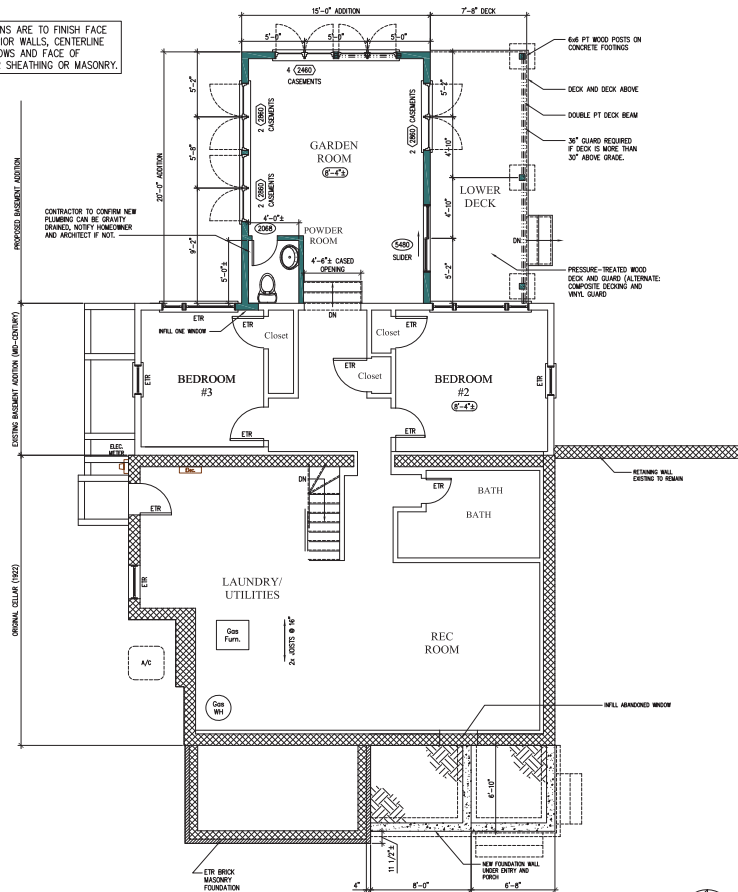 NS ARE TO FINISH FACE
IOR WALLS, CENTERLINE
OWS AND FACE OF
R SHEATHING OR MASONRY.
15'-0" ADDITION
7'-8" DECK
5'-0"
5'-0"
5'-0"
6x6 PT WOOD POSTS ON
CONCRETE FOOTINGS
4 2460
CASEMENTS
DECK AND DECK ABOVE
DOUBLE PT DECK BEAM
36" GUARD REQUIRED
IF DECK IS MORE THAN
30" ABOVE GRADE.
5'-2"
5'-8"
9'-2"
20'-0" ADDITION
2 2860
CASEMENTS
2 2860
CASEMENTS
2 2860
CASEMENTS
5'-2"
4'-10"
4'-10"
5'-2"
GARDEN
ROOM
8'-4"±
LOWER
DECK
DN
PROPOSED BASEMENT ADDITION
CONTRACTOR TO CONFIRM NEW
PLUMBING CAN BE GRAVITY
DRAINED, NOTIFY HOMEOWNER
AND ARCHITECT IF NOT.
4'-0"±
2068
POWDER
ROOM
5'-0"±
4'-6"± CASED
OPENING
5480
SLIDER
PRESSURE-TREATED WOOD
DECK AND GUARD (ALTERNATE:
COMPOSITE DECKING AND
VINYL GUARD
DN
ETR
INFILL ONE WINDOW
ETR
Closet
Closet
ETR
ETR
ETR
Closet
BEDROOM
#3
ETR
BEDROOM
#2
8'-4"±
ETR
ETR
ETR
EXISTING BASEMENT ADDITION (MID-CENTURY)
ELEC.
METER
Elec.
RETAINING WALL
EXISTING TO REMAIN
DN
ETR
BATH
BATH
ETR
ETR
LAUNDRY/
UTILITIES
ORIGINAL CELLAR (1922)
Gas
Furn.
2x JOISTS @ 16"
REC
ROOM
A/C
Gas
WH
INFILL ABANDONED WINDOW
6'-10"
11 1/2"±
ETR BRICK
MASONRY
FOUNDATION
NEW FOUNDATION WALL
UNDER ENTRY AND
PORCH
4"
8'-0"
6'-8"